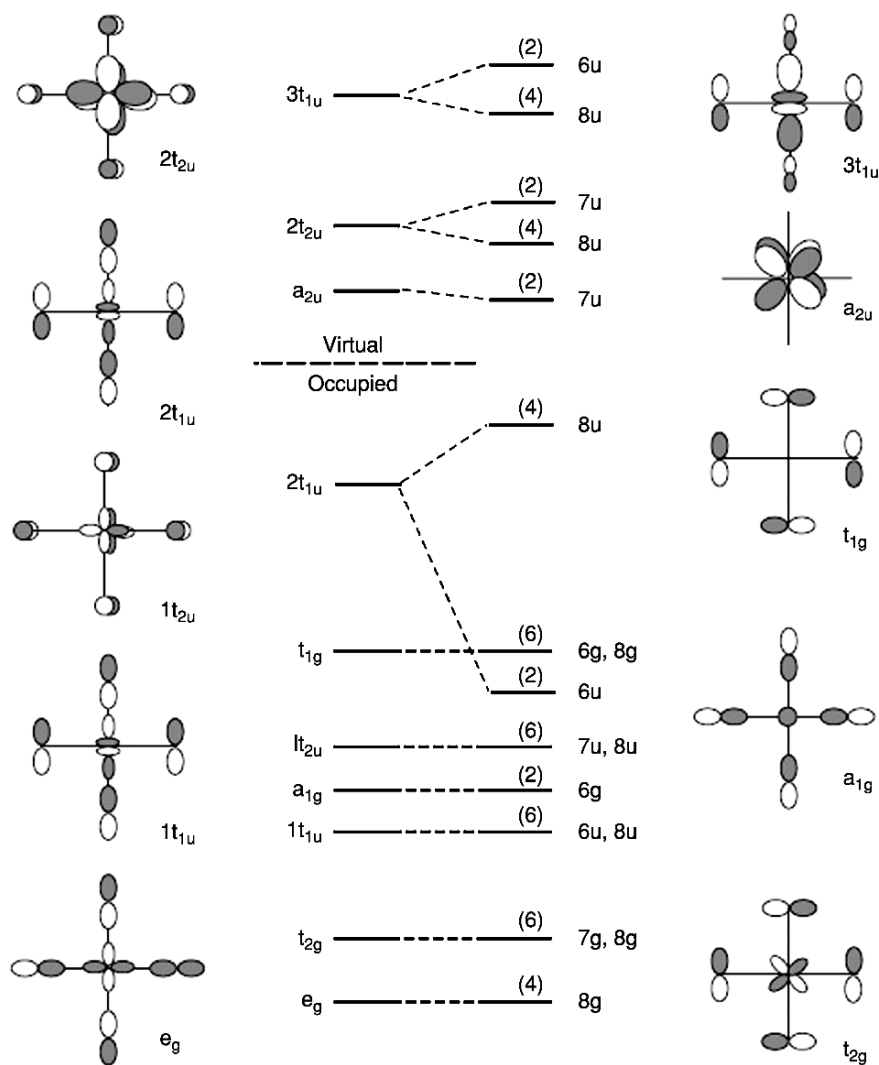 (2)
6u
3t1u
(4)
8u
2t2u
3t1u
(2)
7u
2t2u
(4)
8u
a2u
(2)
7u
a2u
Virtual
Occupied
(4)
8u
2t1u
2t1u
t1g
(6)
t1g
6g, 8g
1t2u
(2)
6u
lt2u
(6)
7u, 8u
a1g
(2)
6g
a1g
1t1u
(6)
6u, 8u
1t1u
t2g
(6)
7g, 8g
eg
(4)
8g
eg
t2g